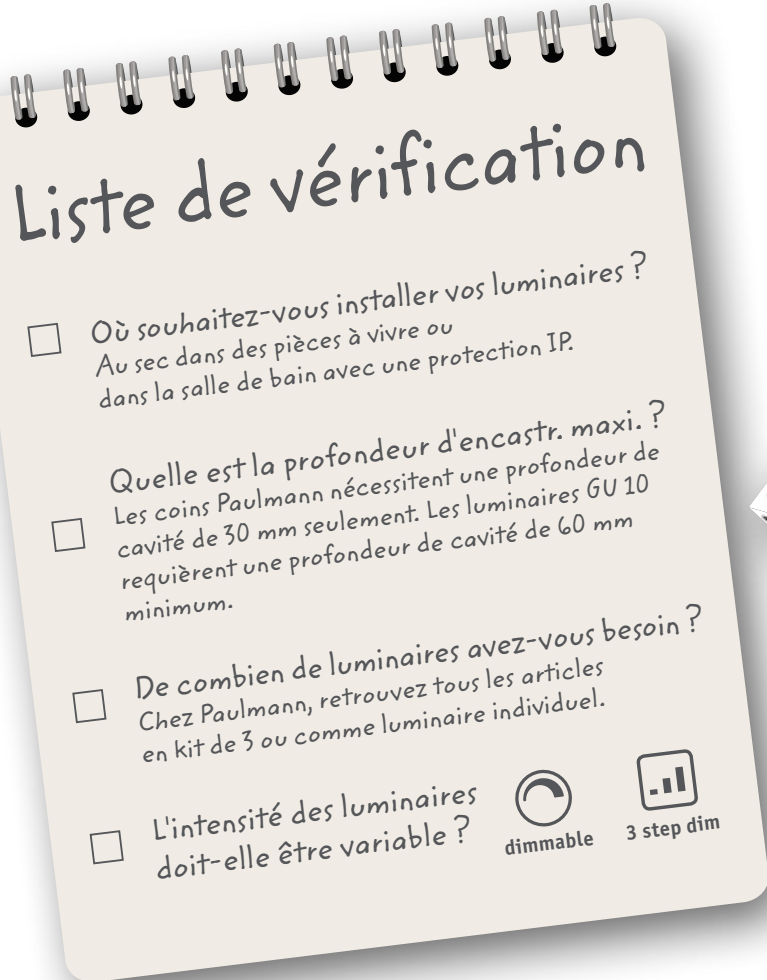 Liste de vérification
Où souhaitez-vous installer vos luminaires ?
Au sec dans des pièces à vivre ou
dans la salle de bain avec une protection IP.
Quelle est la profondeur d'encastr. maxi. ?
Les coins Paulmann nécessitent une profondeur de
cavité de 30 mm seulement. Les luminaires GU 10
requièrent une profondeur de cavité de 60 mm
minimum.
De combien de luminaires avez-vous besoin ?
Chez Paulmann, retrouvez tous les articles
en kit de 3 ou comme luminaire individuel.
L'intensité des luminaires
doit-elle être variable ?
dimmable
3 step dim